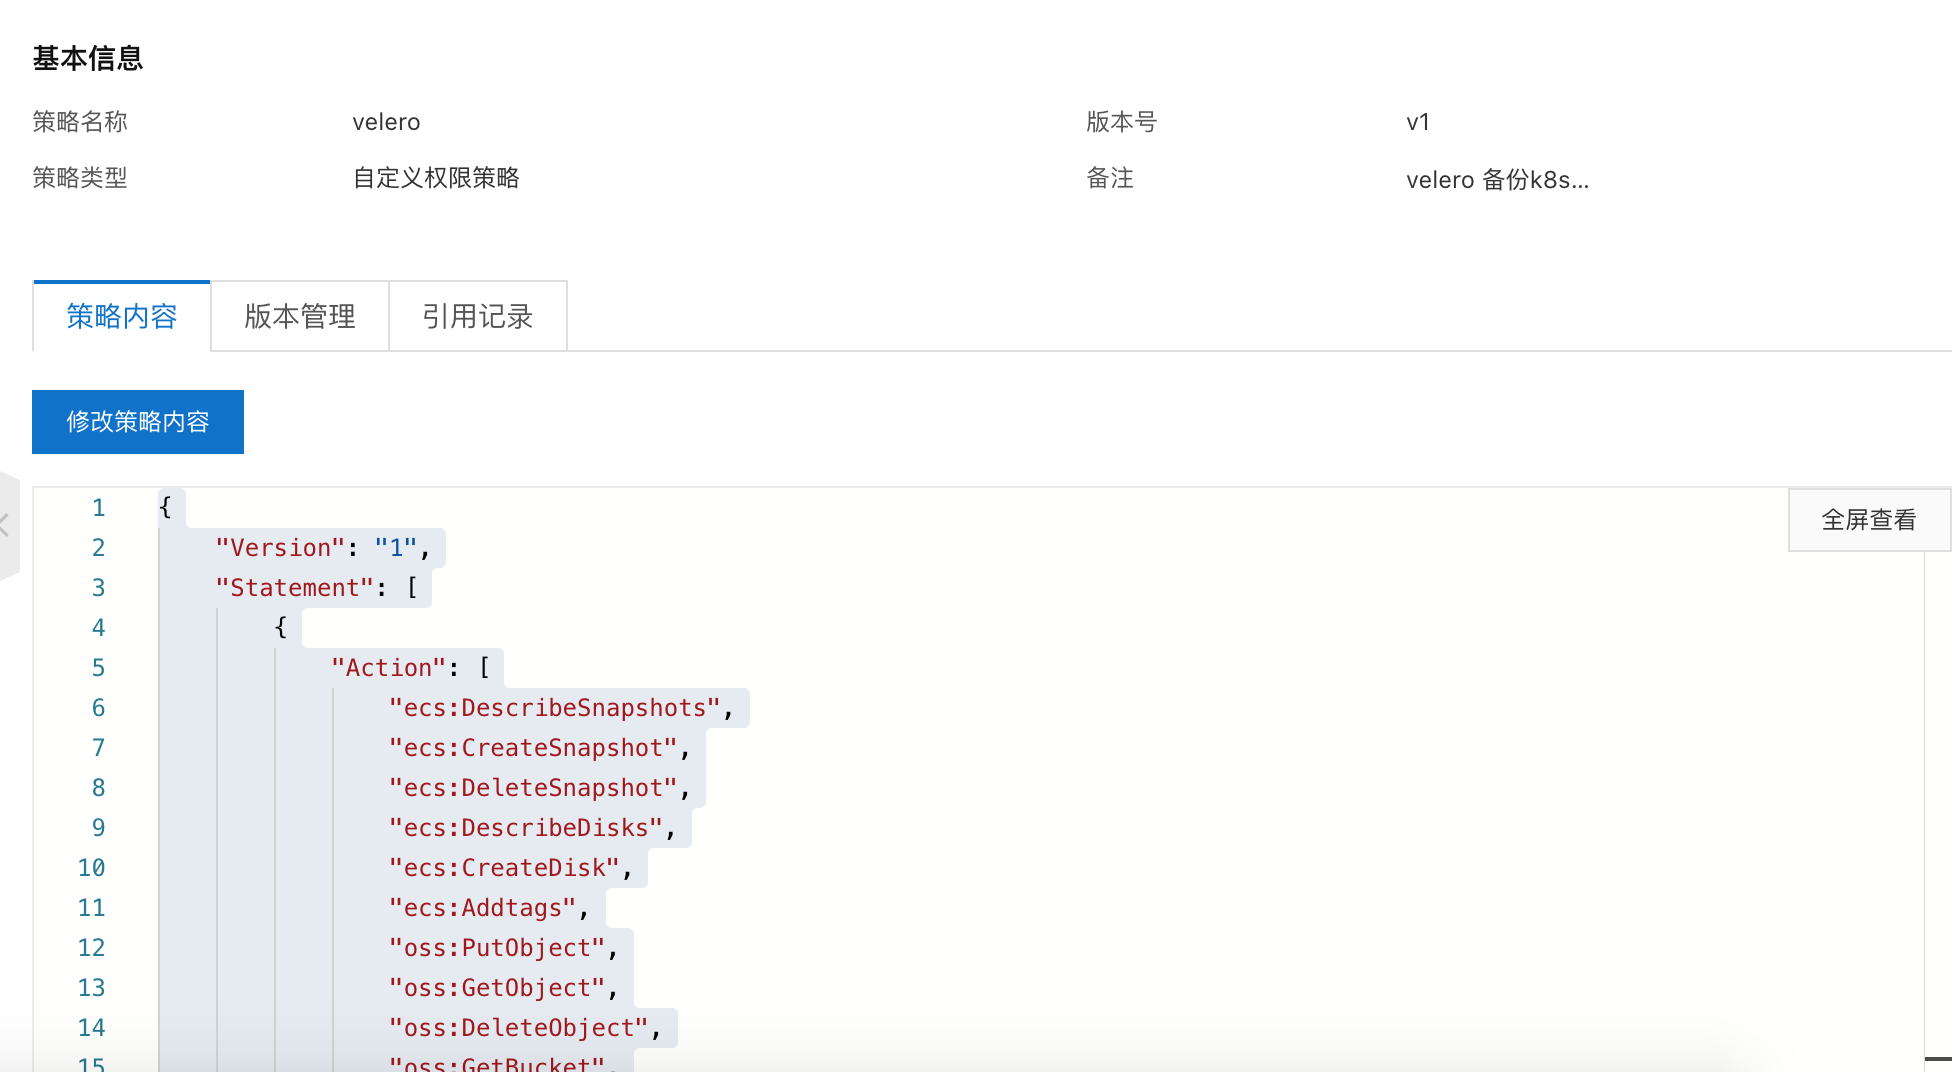 基本信息
策略名称 velero 版本号 v1
策略类型 自定义权限策略 备注 velero 备份k8s...
策略内容 版本管理 引用记录
修改策略内容
全屏查看
1 {
2 "Version": "1",
3 "Statement": [
4 {
5 "Action": [
6 "ecs:DescribeSnapshots",
7 "ecs:CreateSnapshot",
8 "ecs:DeleteSnapshot",
9 "ecs:DescribeDisks",
10 "ecs:CreateDisk",
11 "ecs:Addtags",
12 "oss:PutObject",
13 "oss:GetObject",
14 "oss:DeleteObject",
15 "oss:GetBucket",